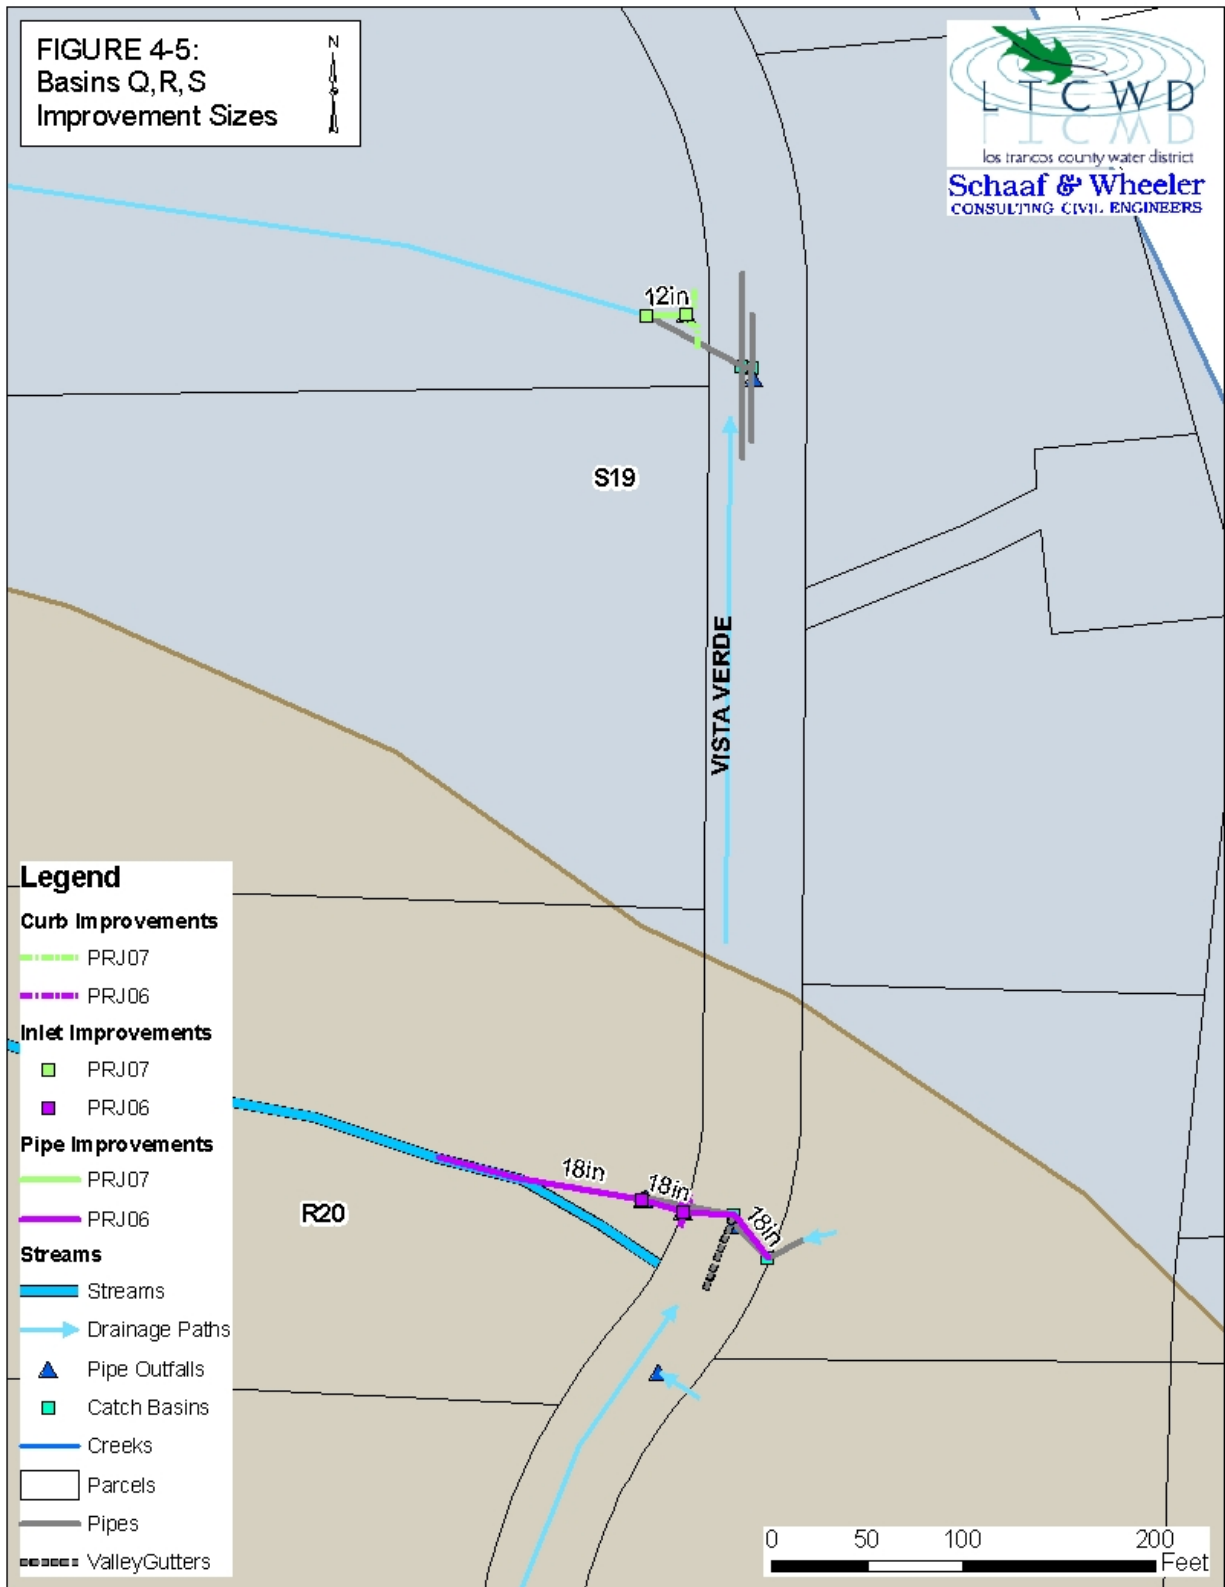 FIGURE 4-5:
Basins Q,R,S
Improvement Sizes
N
LTCWD
los trancos county water district
Schaaf & Wheeler
CONSULTING CIVIL ENGINEERS
12in
S19
VISTA VERDE
Legend
Curb Improvements
PRJ07
PRJ06
Inlet Improvements
PRJ07
PRJ06
Pipe Improvements
PRJ07
PRJ06
Streams
Streams
Drainage Paths
Pipe Outfalls
Catch Basins
Creeks
Parcels
Pipes
ValleyGutters
18in
18in
18in
R20
0 50 100 200
Feet